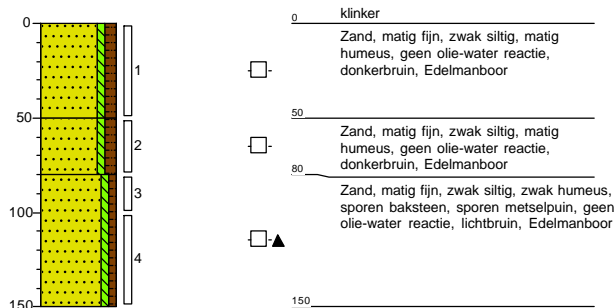 0
50
100
150
1
2
3
4
0
klinker
Zand, matig fijn, zwak siltig, matig
humeus, geen olie-water reactie,
donkerbruin, Edelmanboor
50
Zand, matig fijn, zwak siltig, matig
humeus, geen olie-water reactie,
donkerbruin, Edelmanboor
80
Zand, matig fijn, zwak siltig, zwak humeus,
sporen baksteen, sporen metselpuin, geen
olie-water reactie, lichtbruin, Edelmanboor
150